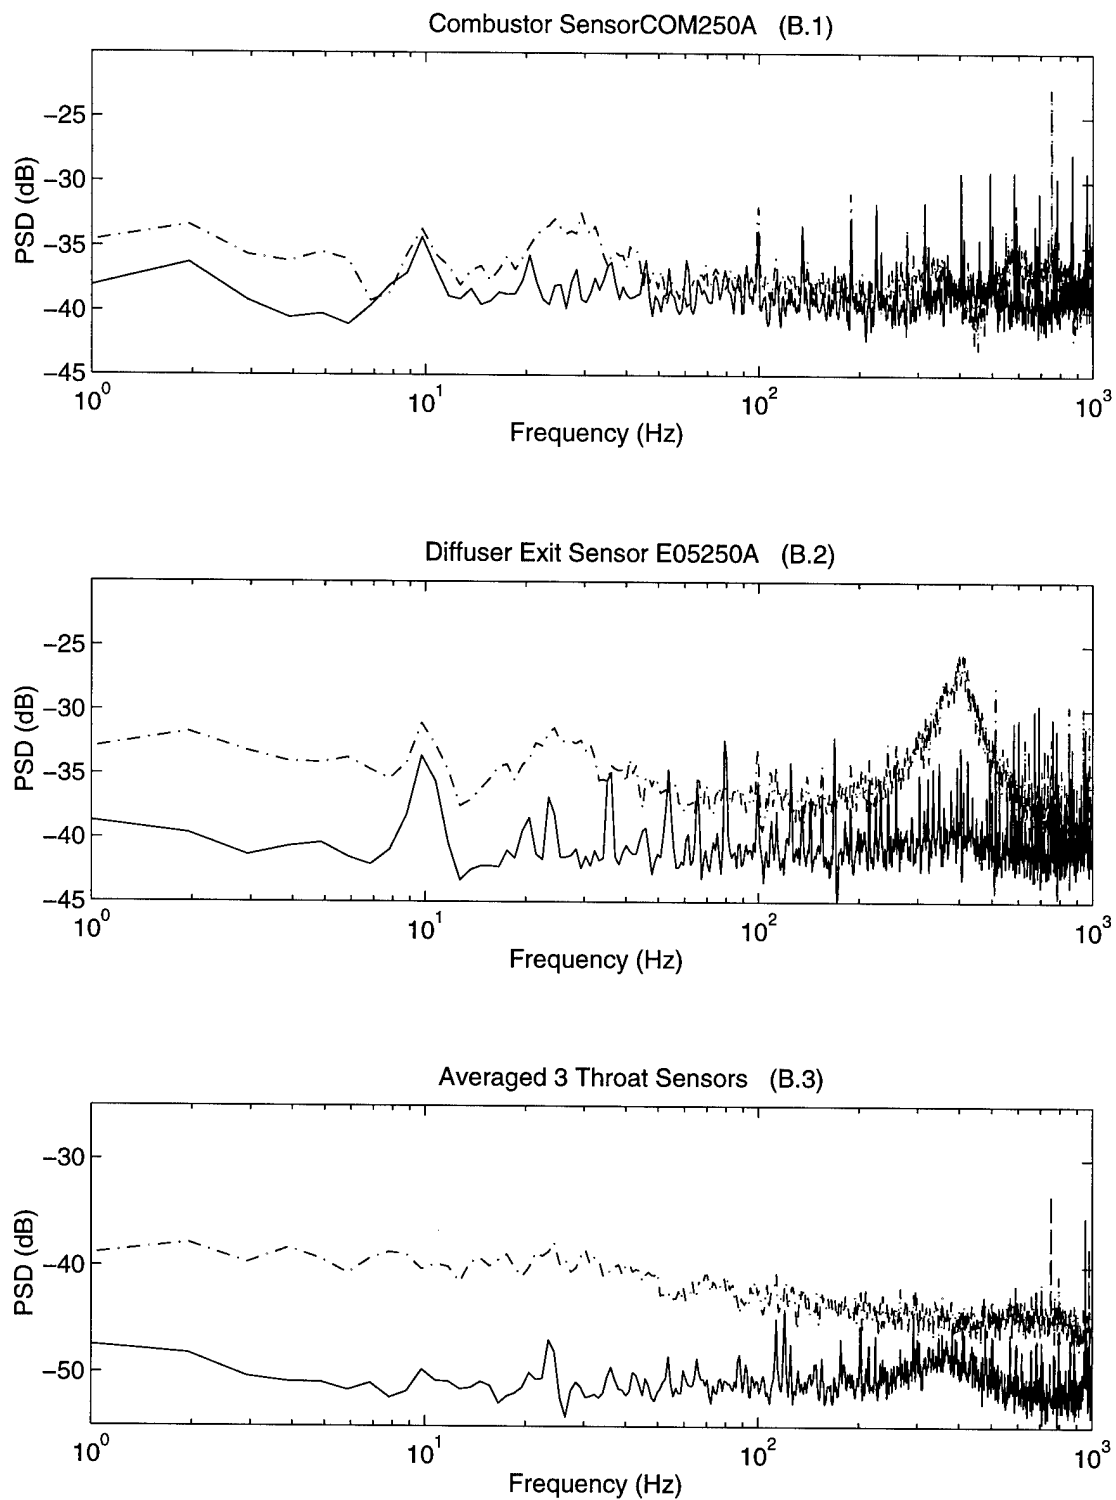 Combustor SensorCOM250A (B.1)
PSD (dB)
−25
−30
−35
−40
−45
10^0
10^1
10^2
10^3
Frequency (Hz)
Diffuser Exit Sensor E05250A (B.2)
PSD (dB)
−25
−30
−35
−40
−45
10^0
10^1
10^2
10^3
Frequency (Hz)
Averaged 3 Throat Sensors (B.3)
PSD (dB)
−30
−40
−50
10^0
10^1
10^2
10^3
Frequency (Hz)